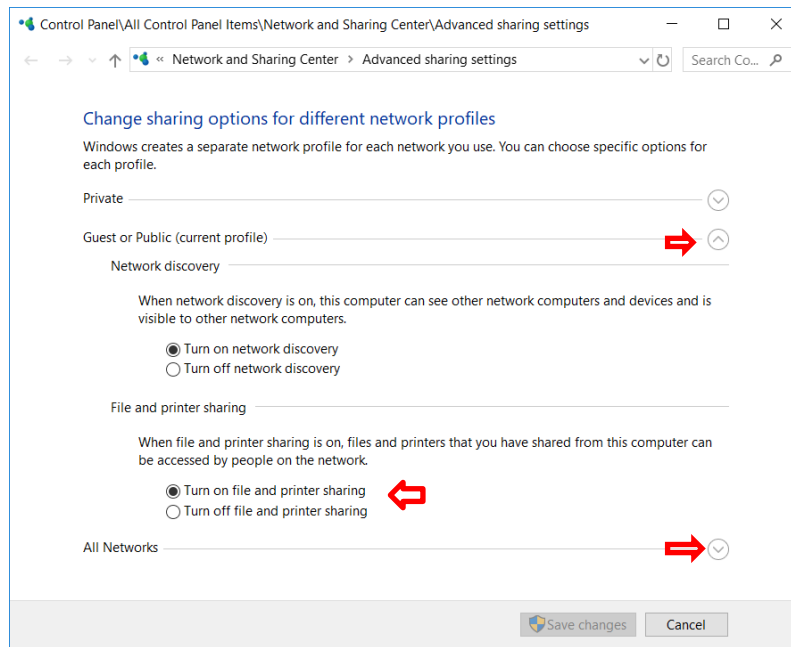 Control Panel\All Control Panel Items\Network and Sharing Center\Advanced sharing settings
« Network and Sharing Center > Advanced sharing settings
Search Co...
Change sharing options for different network profiles
Windows creates a separate network profile for each network you use. You can choose specific options for
each profile.
Private
Guest or Public (current profile)
Network discovery
When network discovery is on, this computer can see other network computers and devices and is
visible to other network computers.
Turn on network discovery
Turn off network discovery
File and printer sharing
When file and printer sharing is on, files and printers that you have shared from this computer can
be accessed by people on the network.
Turn on file and printer sharing
Turn off file and printer sharing
All Networks
Save changes
Cancel